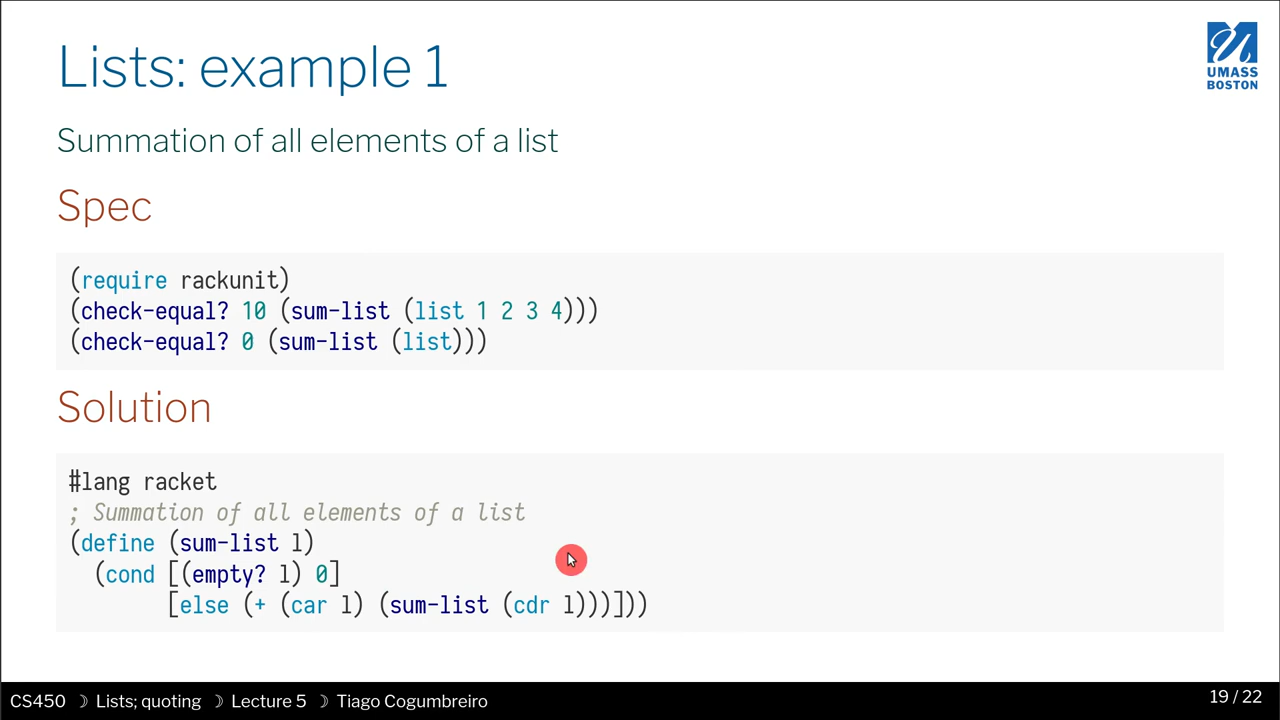 Lists: example 1
UMASS
BOSTON
Summation of all elements of a list
Spec
(require rackunit)
(check-equal? 10 (sum-list (list 1 2 3 4)))
(check-equal? 0 (sum-list (list)))
Solution
#lang racket
; Summation of all elements of a list
(define (sum-list l)
  (cond [(empty? l) 0]
        [else (+ (car l) (sum-list (cdr l)))]))
CS450 ☽ Lists; quoting ☽ Lecture 5 ☽ Tiago Cogumbreiro
19 / 22